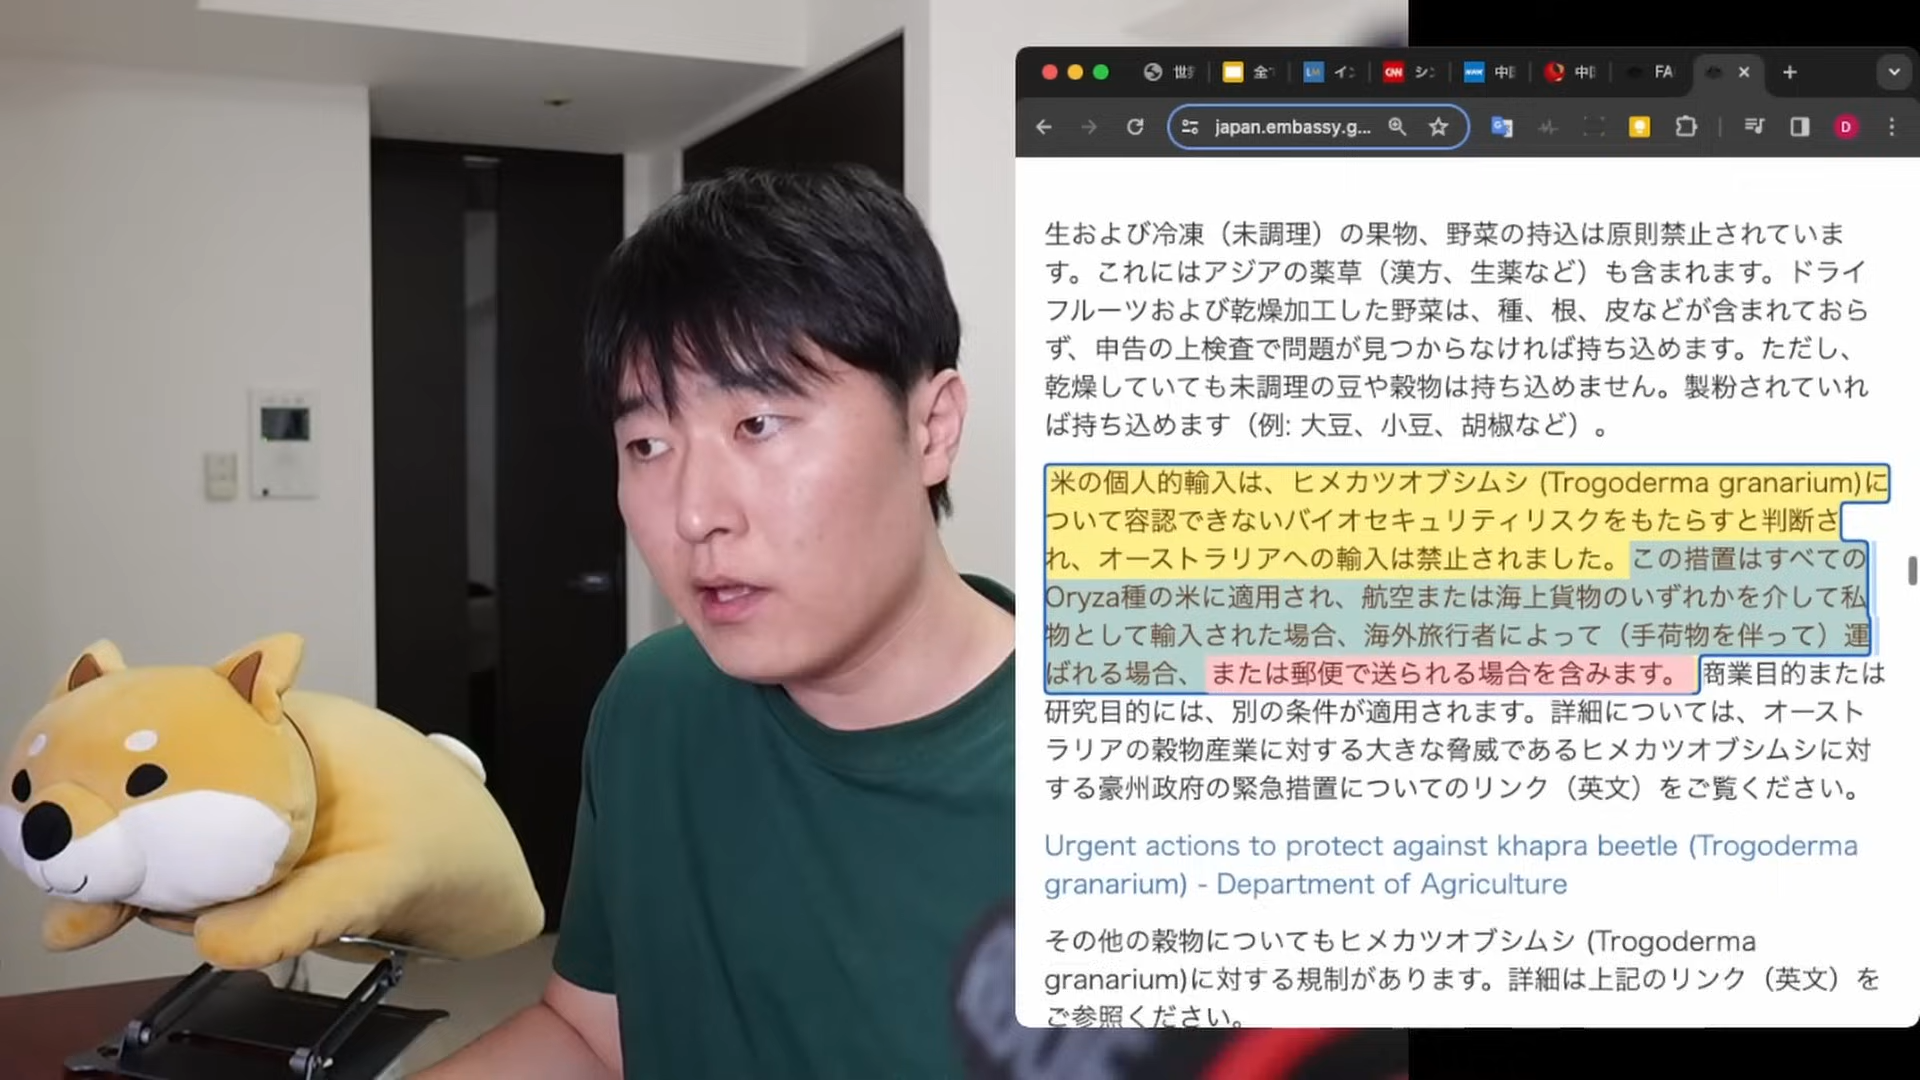 世
全
LM
イン
CNN
シン
NHK
中国
中国
FA
japan.embassy.g...
D
生および冷凍（未調理）の果物、野菜の持込は原則禁止されていま
す。これにはアジアの薬草（漢方、生薬など）も含まれます。ドライ
フルーツおよび乾燥加工した野菜は、種、根、皮などが含まれておら
ず、申告の上検査で問題が見つからなければ持ち込めます。ただし、
乾燥していても未調理の豆や穀物は持ち込めません。製粉されていれ
ば持ち込めます（例: 大豆、小豆、胡椒など）。
米の個人的輸入は、ヒメカツオブシムシ (Trogoderma granarium)に
ついて容認できないバイオセキュリティリスクをもたらすと判断さ
れ、オーストラリアへの輸入は禁止されました。この措置はすべての
Oryza種の米に適用され、航空または海上貨物のいずれかを介して私
物として輸入された場合、海外旅行者によって（手荷物を伴って）運
ばれる場合、または郵便で送られる場合を含みます。商業目的または
研究目的には、別の条件が適用されます。詳細については、オースト
ラリアの穀物産業に対する大きな脅威であるヒメカツオブシムシに対
する豪州政府の緊急措置についてのリンク（英文）をご覧ください。
Urgent actions to protect against khapra beetle (Trogoderma
granarium) - Department of Agriculture
その他の穀物についてもヒメカツオブシムシ (Trogoderma
granarium)に対する規制があります。詳細は上記のリンク（英文）を
ご参照ください。